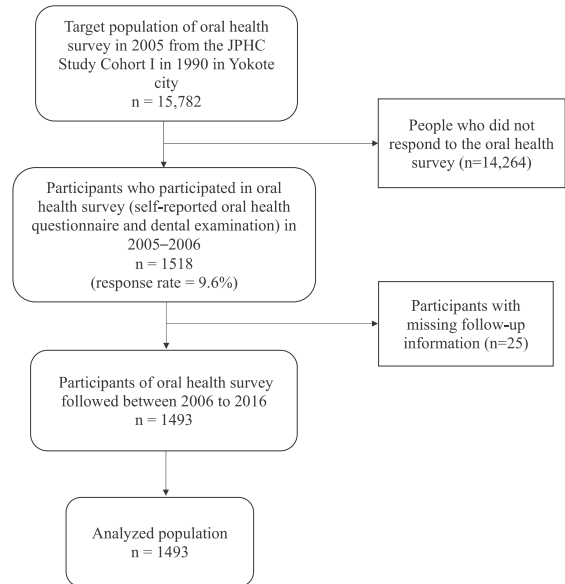 Target population of oral health
survey in 2005 from the JPHC
Study Cohort I in 1990 in Yokote
city
n = 15,782
People who did not
respond to the oral health
survey (n=14,264)
Participants who participated in oral
health survey (self-reported oral health
questionnaire and dental examination) in
2005–2006
n = 1518
(response rate = 9.6%)
Participants with
missing follow-up
information (n=25)
Participants of oral health survey
followed between 2006 to 2016
n = 1493
Analyzed population
n = 1493